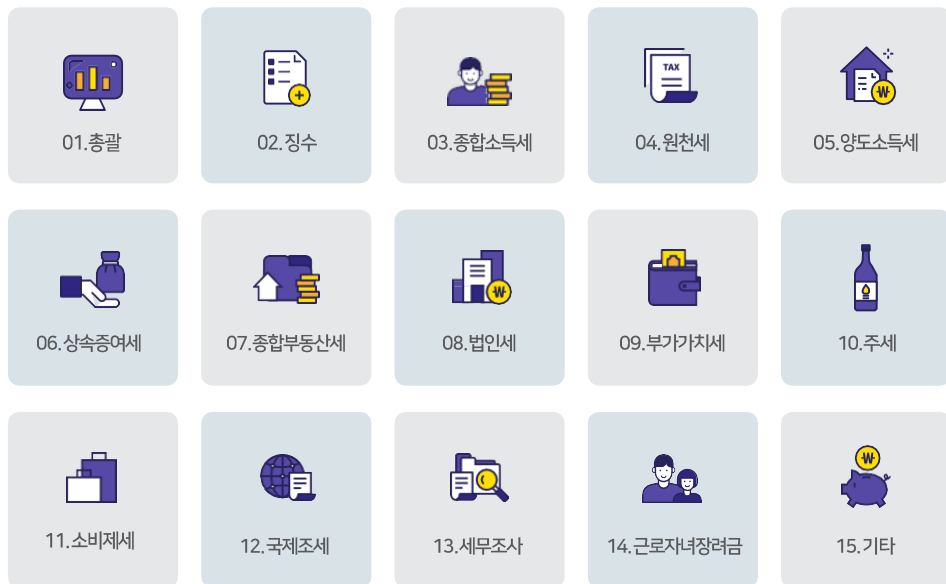 TAX
01.총괄
02.징수
03.종합소득세
04.원천세
05.양도소득세
06.상속증여세
07.종합부동산세
08.법인세
09.부가가치세
10.주세
11.소비제세
12.국제조세
13.세무조사
14.근로자녀장려금
15.기타